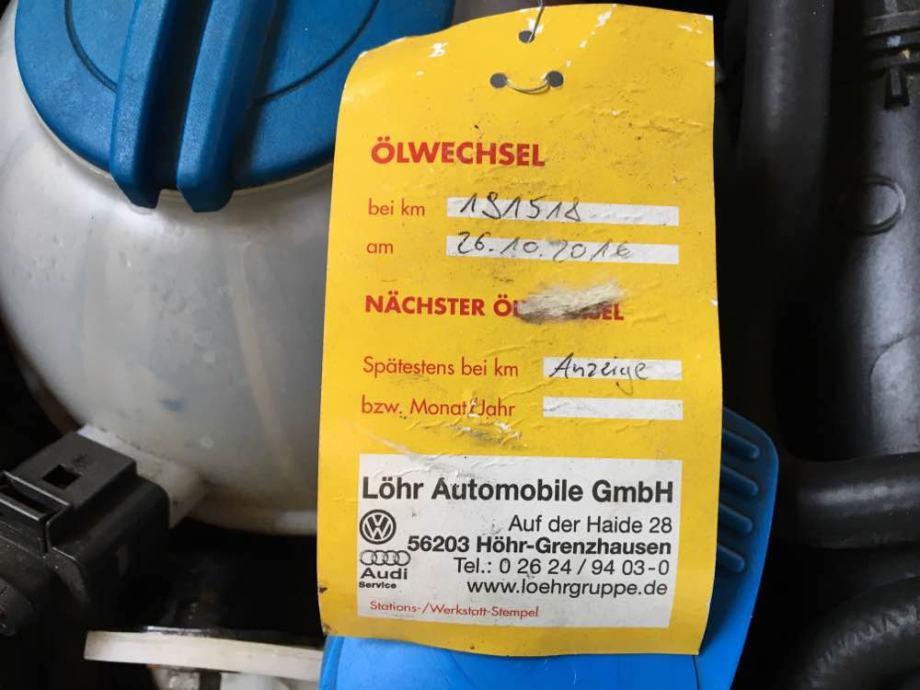 ÖLWECHSEL
bei km 191518
am 26.10.2016
NÄCHSTER
Spätestens bei km Anzeige
bzw. Monat/Jahr
Löhr Automobile GmbH
Auf der Haide 28
56203 Höhr-Grenzhausen
Tel.: 0 26 24 / 94 03-0
Audi
Service
www.loehrgruppe.de
Stations-/Werkstatt-Stempel